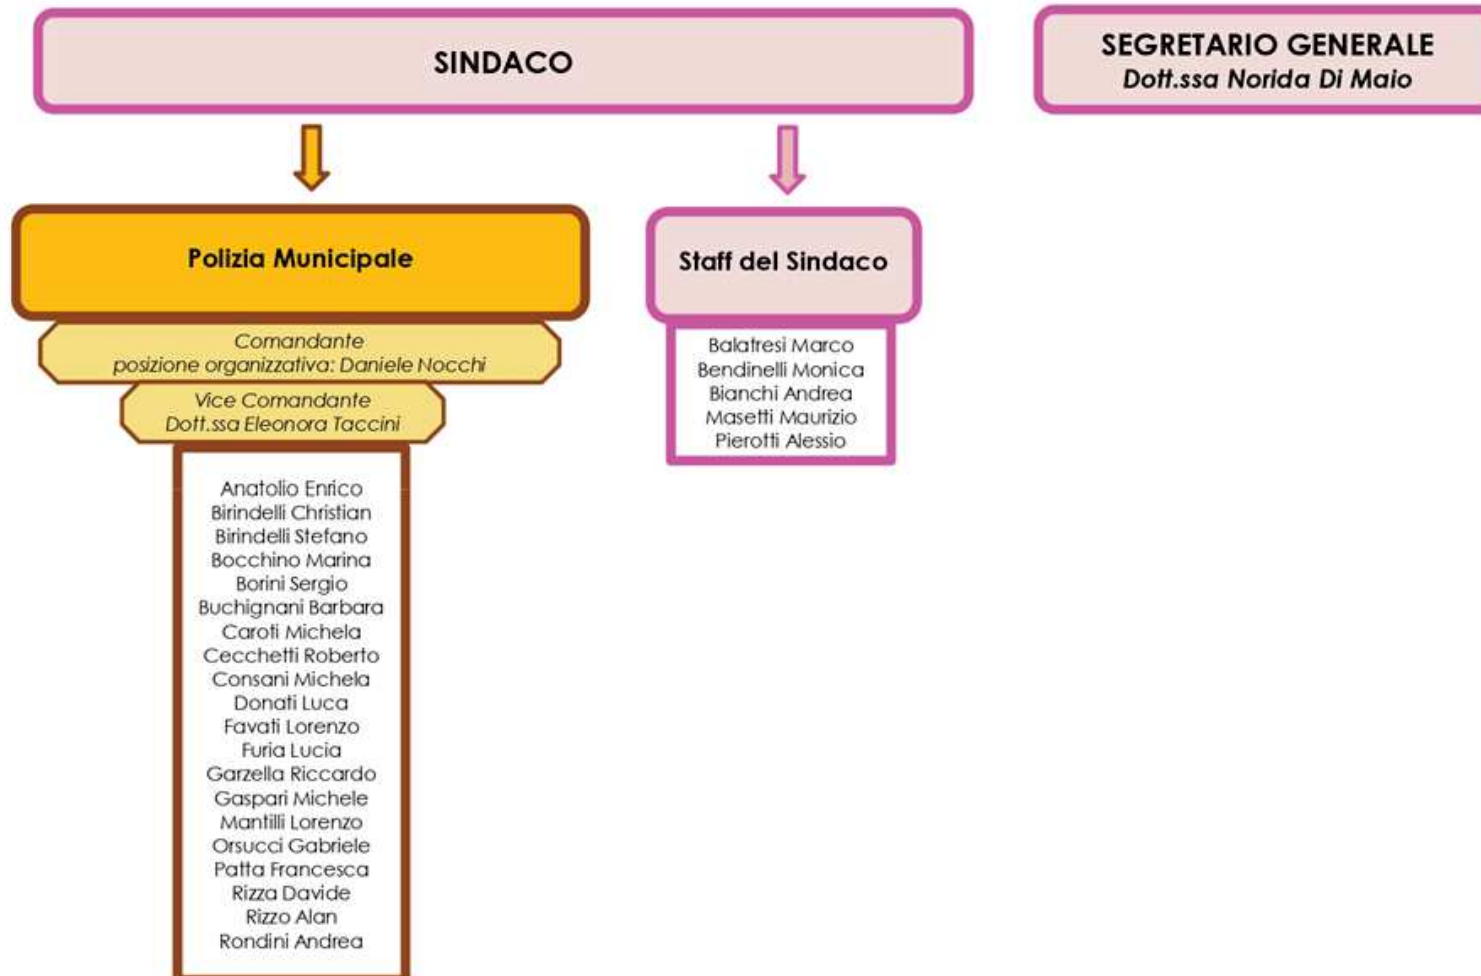 SINDACO
SEGRETARIO GENERALE
Dott.ssa Norida Di Maio
Polizia Municipale
Comandante
posizione organizzativa: Daniele Nocchi
Vice Comandante
Dott.ssa Eleonora Taccini
Anatolio Enrico
Birindelli Christian
Birindelli Stefano
Bocchino Marina
Borini Sergio
Buchignani Barbara
Caroti Michela
Cecchetti Roberto
Consani Michela
Donati Luca
Favati Lorenzo
Furia Lucia
Garzella Riccardo
Gaspari Michele
Mantilli Lorenzo
Orsucci Gabriele
Patta Francesca
Rizza Davide
Rizzo Alan
Rondini Andrea
Staff del Sindaco
Balatresi Marco
Bendinelli Monica
Bianchi Andrea
Masetti Maurizio
Pierotti Alessio